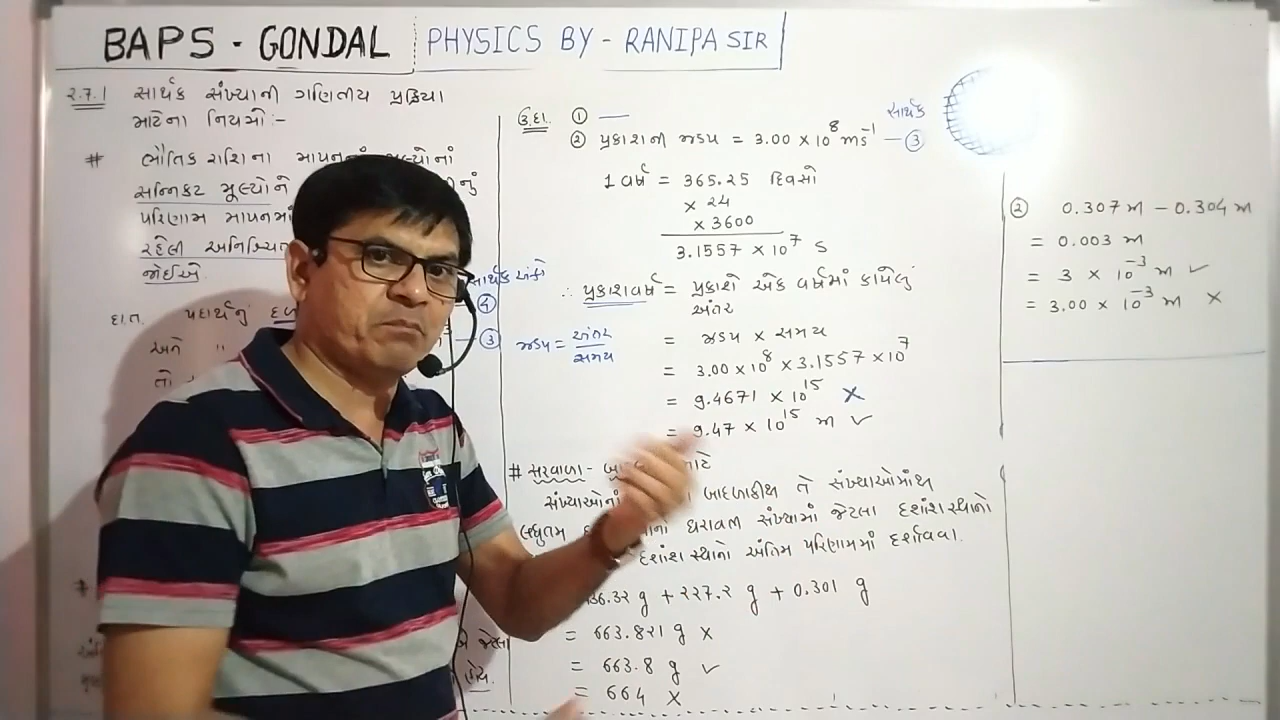 BAPS - GONDAL
PHYSICS BY - RANIPA SIR
૨.૭.૧ સાર્થક સંખ્યાની ગાણિતીય પ્રક્રિયા
માટેના નિયમો :-
# ભૌતિક રાશિના
સન્નિકટ મૂલ્યોને
પરિણામ માપનમાં
રહેલી
જોઈએ.
દા.ત. પદાર્થનું
અને "
તો
સાર્થક અંકો
④
③
ઉદા. ① —
② પ્રકાશની ઝડપ = 3.00 × 10⁸ ms⁻¹ — ③
સાર્થક
1 વર્ષ = 365.25 દિવસો
× 24
× 3600
3.1557 × 10⁷ s
∴ પ્રકાશવર્ષ = પ્રકાશે એક વર્ષમાં કાપેલું
અંતર
ઝડપ = અંતર / સમય
= ઝડપ × સમય
= 3.00 × 10⁸ × 3.1557 × 10⁷
= 9.4671 × 10¹⁵ ×
= 9.47 × 10¹⁵ m ✓
# સરવાળા -
સંખ્યાઓનાં બાદબાકીથી તે સંખ્યાઓમાંથી
લઘુતમ ધરાવતી સંખ્યામાં જેટલા દશાંશ સ્થાનો
દશાંશ સ્થાનો અંતિમ પરિણામમાં દર્શાવવા.
36.32 g + 227.2 g + 0.301 g
= 663.821 g ×
= 663.8 g ✓
= 664 ×
② 0.307 m - 0.304 m
= 0.003 m
= 3 × 10⁻³ m ✓
= 3.00 × 10⁻³ m ×